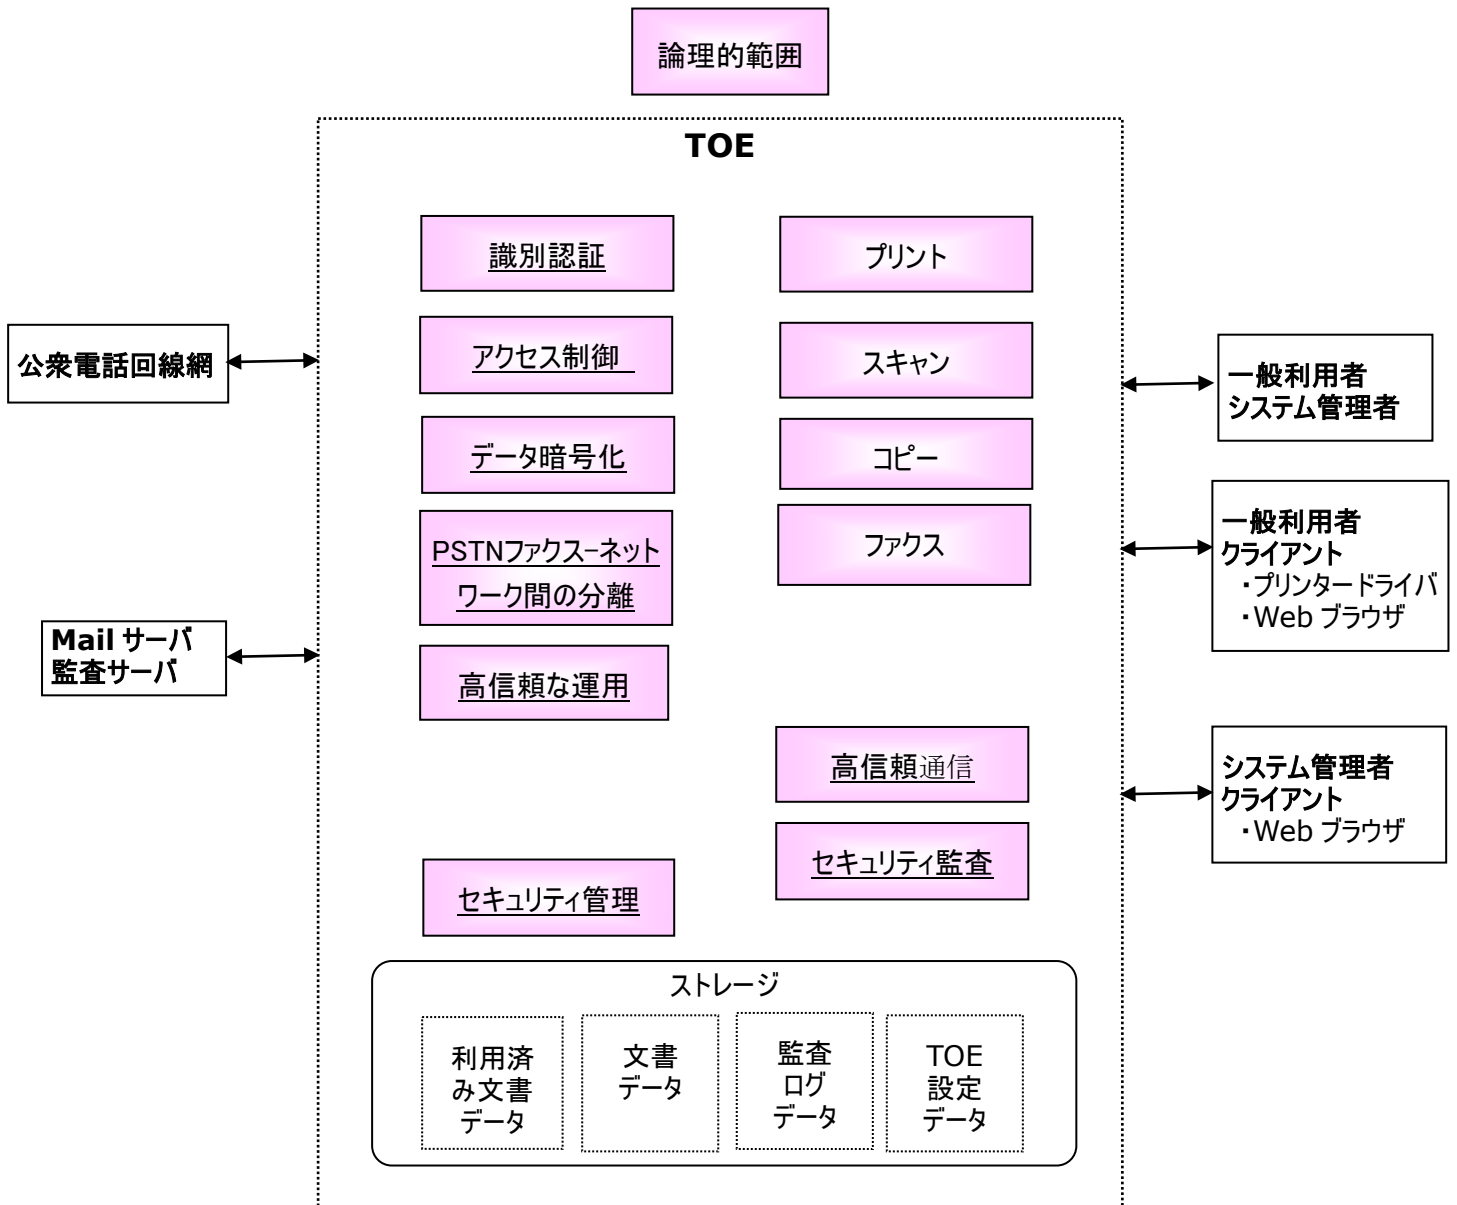 論理的範囲
TOE
識別認証
プリント
アクセス制御
スキャン
データ暗号化
コピー
PSTNファクス−ネット
ワーク間の分離
ファクス
高信頼な運用
高信頼通信
セキュリティ監査
セキュリティ管理
公衆電話回線網
Mail サーバ
監査サーバ
一般利用者
システム管理者
一般利用者
クライアント
・プリンタードライバ
・Web ブラウザ
システム管理者
クライアント
・Web ブラウザ
ストレージ
利用済
み文書
データ
文書
データ
監査
ログ
データ
TOE
設定
データ